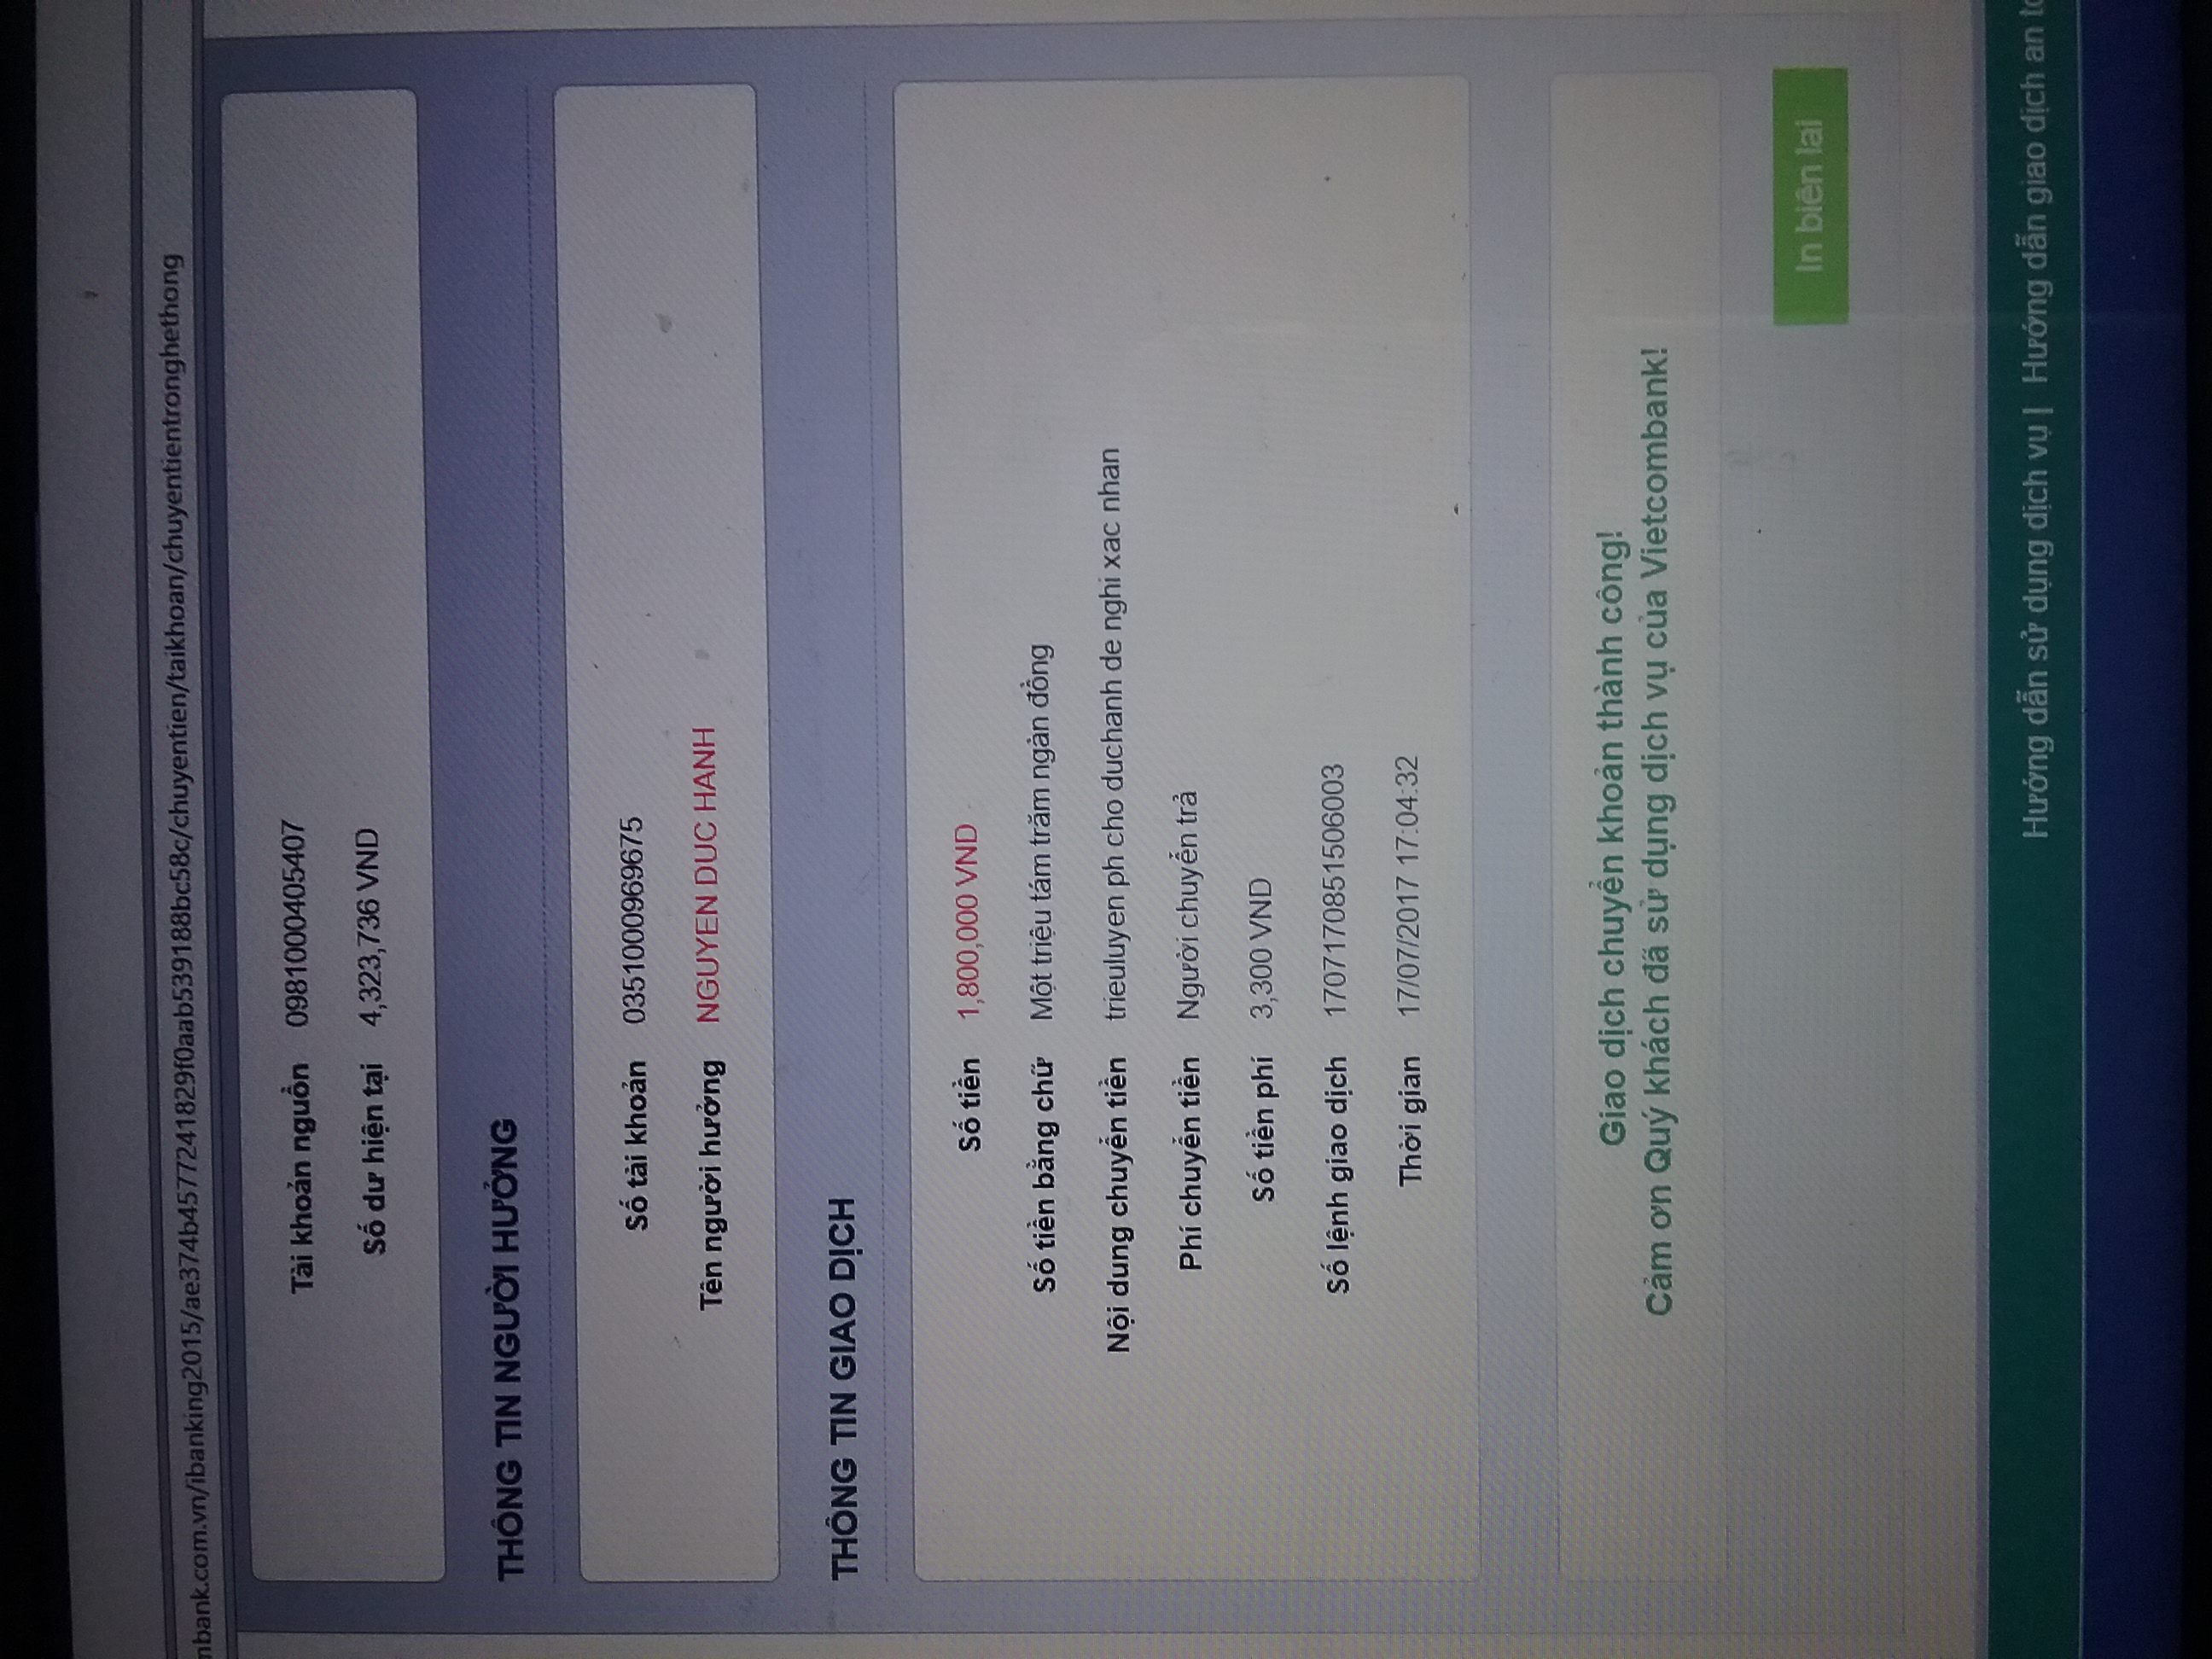 mbank.com.vn/ibanking2015/ae374b4577241829f0aab539188bc58c/chuyentien/taikhoan/chuyentientronghethong
Tài khoản nguồn 0981000405407
Số dư hiện tại 4,323,736 VND
THÔNG TIN NGƯỜI HƯỞNG
Số tài khoản 0351000969675
Tên người hưởng NGUYEN DUC HANH
THÔNG TIN GIAO DỊCH
Số tiền 1,800,000 VND
Số tiền bằng chữ Một triệu tám trăm ngàn đồng
Nội dung chuyển tiền trieuluyen ph cho duchanh de nghi xac nhan
Phí chuyển tiền Người chuyển trả
Số tiền phí 3,300 VND
Số lệnh giao dịch 1707170851506003
Thời gian 17/07/2017 17:04:32
Giao dịch chuyển khoản thành công!
Cảm ơn Quý khách đã sử dụng dịch vụ của Vietcombank!
In biên lai
Hướng dẫn sử dụng dịch vụ | Hướng dẫn giao dịch an